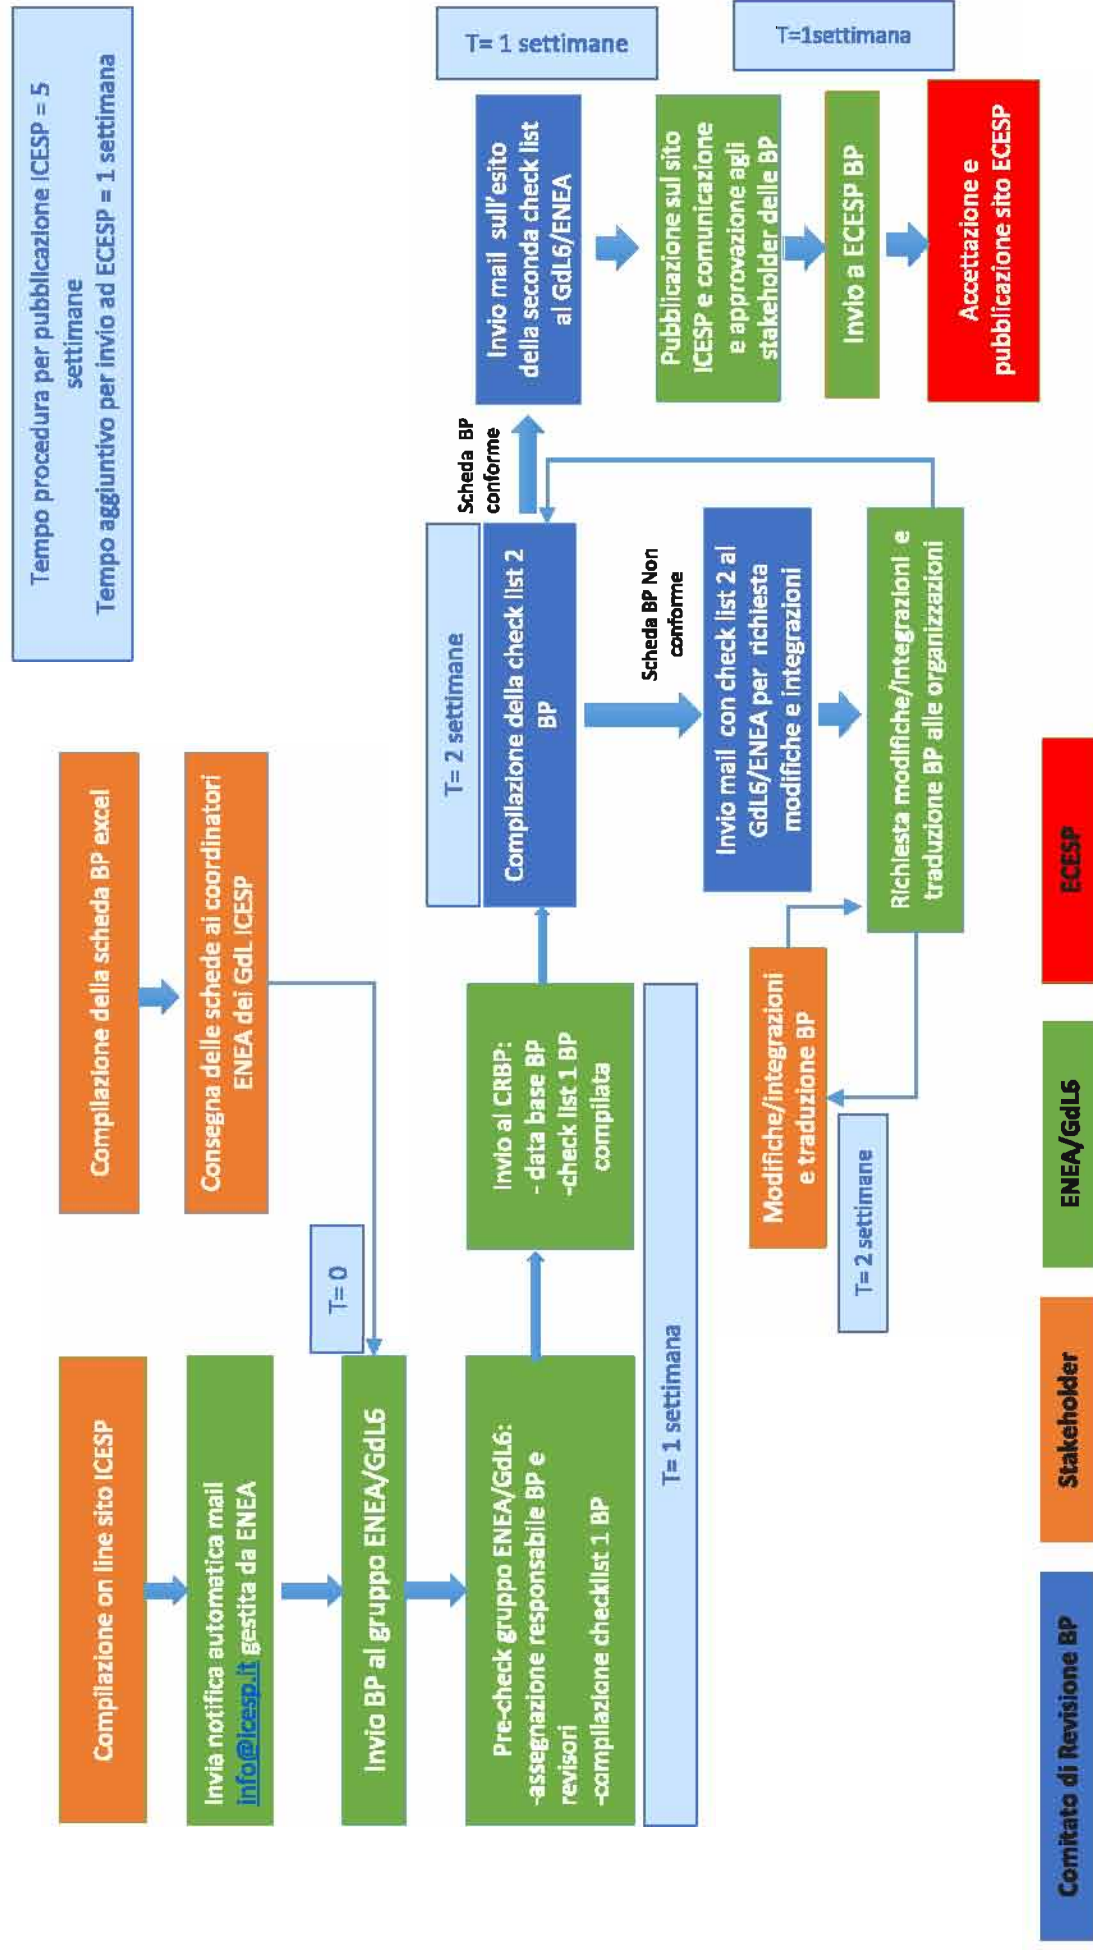 Tempo procedura per pubblicazione ICESP = 5
settimane
Tempo aggiuntivo per invio ad ECESP = 1 settimana
Compilazione on line sito ICESP
Invia notifica automatica mail
info@icesp.it gestita da ENEA
Compilazione della scheda BP excel
Consegna delle schede ai coordinatori
ENEA dei GdL ICESP
T= 0
Invio BP al gruppo ENEA/GdL6
Pre-check gruppo ENEA/GdL6:
-assegnazione responsabile BP e
revisori
-compilazione checklist 1 BP
Invio al CRBP:
- data base BP
-check list 1 BP
compilata
T= 1 settimana
T= 2 settimane
Compilazione della check list 2
BP
Scheda BP
conforme
Scheda BP Non
conforme
Invio mail con check list 2 al
GdL6/ENEA per richiesta
modifiche e integrazioni
Richiesta modifiche/integrazioni e
traduzione BP alle organizzazioni
Modifiche/integrazioni
e traduzione BP
T= 2 settimane
T= 1 settimane
Invio mail sull'esito
della seconda check list
al GdL6/ENEA
Pubblicazione sul sito
ICESP e comunicazione
e approvazione agli
stakeholder delle BP
T=1settimana
Invio a ECESP BP
Accettazione e
pubblicazione sito ECESP
Comitato di Revisione BP
Stakeholder
ENEA/GdL6
ECESP